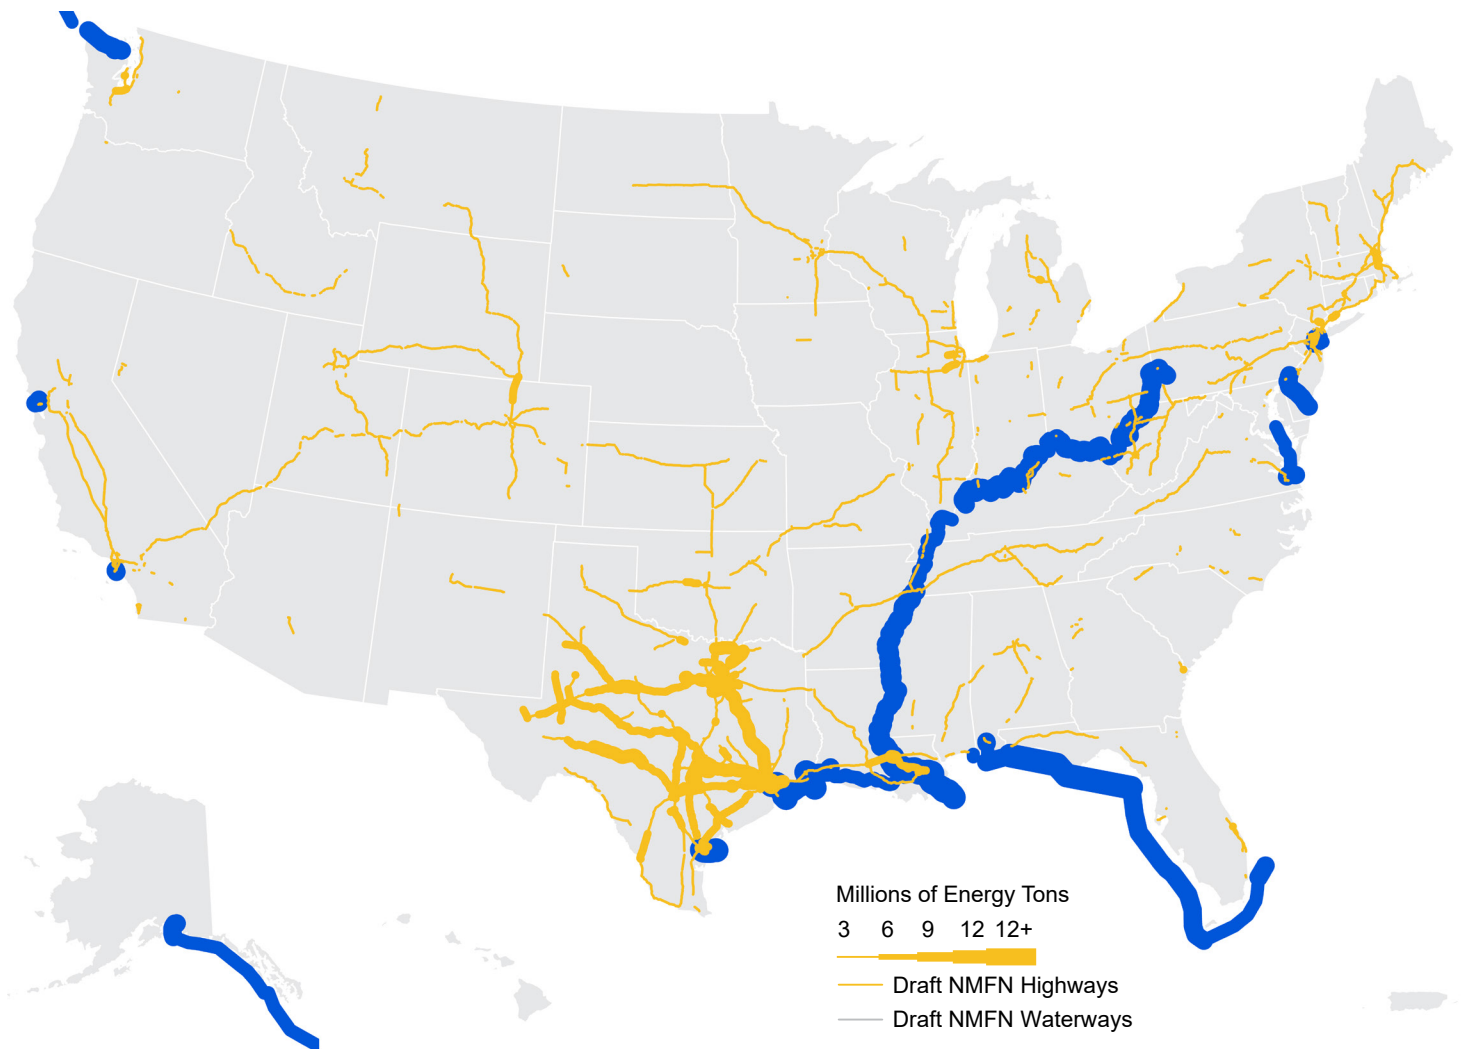 Millions of Energy Tons
3 6 9 12 12+
Draft NMFN Highways
Draft NMFN Waterways